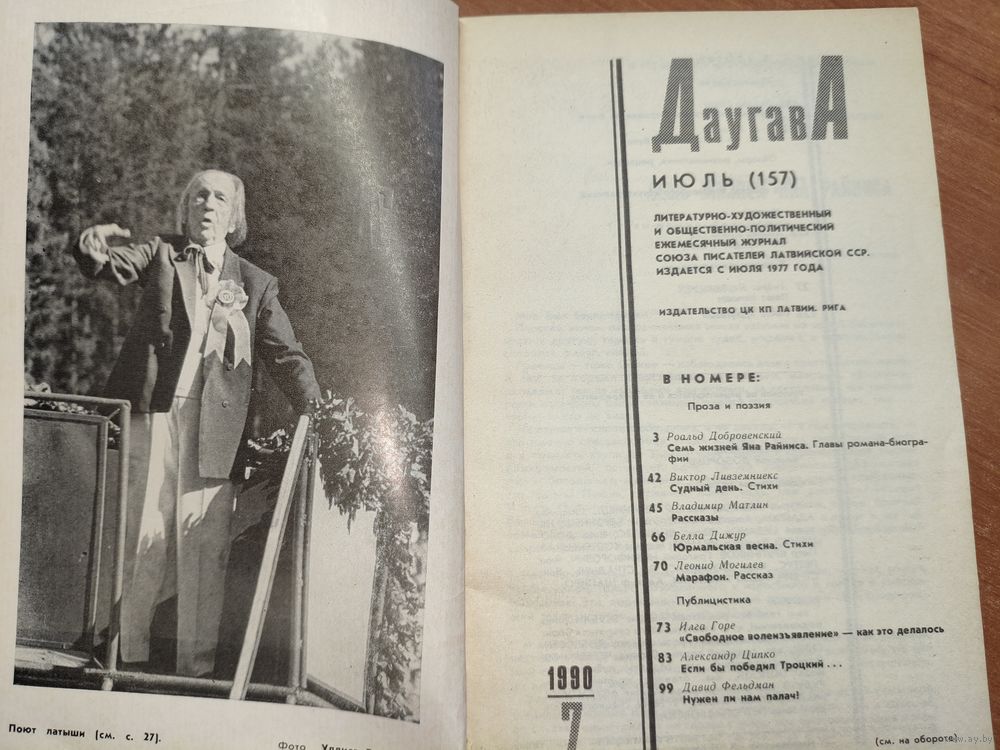 Поют латыши (см. с. 27).
Фото
ДаугавА
ИЮЛЬ (157)
ЛИТЕРАТУРНО-ХУДОЖЕСТВЕННЫЙ
И ОБЩЕСТВЕННО-ПОЛИТИЧЕСКИЙ
ЕЖЕМЕСЯЧНЫЙ ЖУРНАЛ
СОЮЗА ПИСАТЕЛЕЙ ЛАТВИЙСКОЙ ССР.
ИЗДАЕТСЯ С ИЮЛЯ 1977 ГОДА
ИЗДАТЕЛЬСТВО ЦК КП ЛАТВИИ. РИГА
В НОМЕРЕ:
Проза и поэзия
3 Роальд Добровенский
Семь жизней Яна Райниса. Главы романа-биогра-
фии
42 Виктор Ливземниекс
Судный день. Стихи
45 Владимир Матлин
Рассказы
66 Белла Дижур
Юрмальская весна. Стихи
70 Леонид Могилев
Марафон. Рассказ
Публицистика
73 Илга Горе
«Свободное волеизъявление» — как это делалось
83 Александр Ципко
Если бы победил Троцкий . . .
99 Давид Фельдман
Нужен ли нам палач!
1990
7
(см. на обороте)